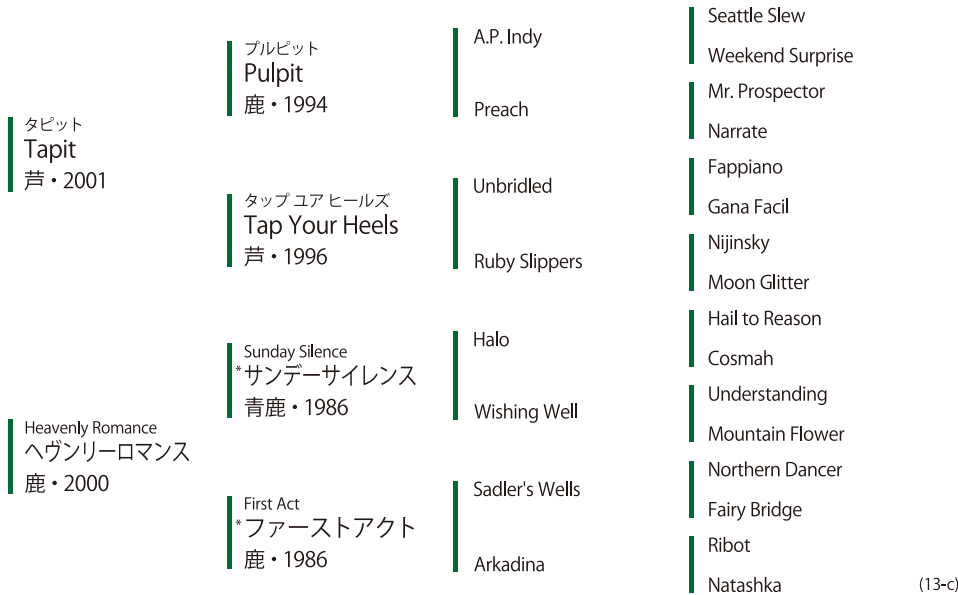 タピット
Tapit
芦・2001
Heavenly Romance
ヘヴンリーロマンス
鹿・2000
プルピット
Pulpit
鹿・1994
タップ ユア ヒールズ
Tap Your Heels
芦・1996
Sunday Silence
*サンデーサイレンス
青鹿・1986
First Act
*ファーストアクト
鹿・1986
A.P. Indy
Preach
Unbridled
Ruby Slippers
Halo
Wishing Well
Sadler's Wells
Arkadina
Seattle Slew
Weekend Surprise
Mr. Prospector
Narrate
Fappiano
Gana Facil
Nijinsky
Moon Glitter
Hail to Reason
Cosmah
Understanding
Mountain Flower
Northern Dancer
Fairy Bridge
Ribot
Natashka (13-c)